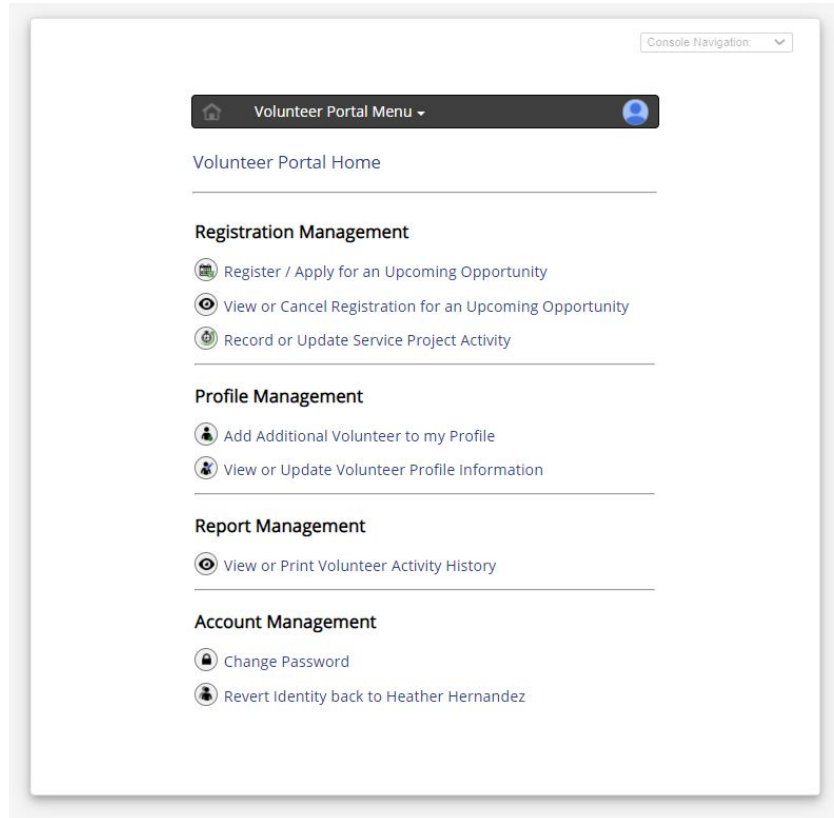 Console Navigation:
Volunteer Portal Menu
Volunteer Portal Home
Registration Management
Register / Apply for an Upcoming Opportunity
View or Cancel Registration for an Upcoming Opportunity
Record or Update Service Project Activity
Profile Management
Add Additional Volunteer to my Profile
View or Update Volunteer Profile Information
Report Management
View or Print Volunteer Activity History
Account Management
Change Password
Revert Identity back to Heather Hernandez